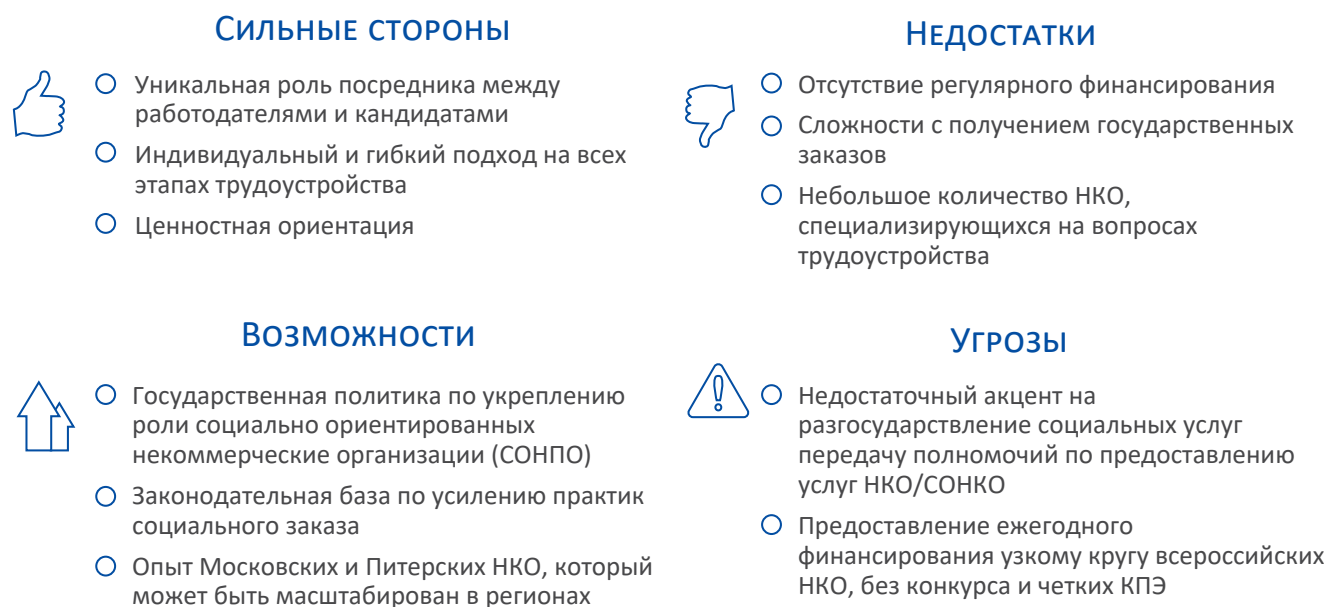 Сильные стороны
Уникальная роль посредника между
работодателями и кандидатами
Индивидуальный и гибкий подход на всех
этапах трудоустройства
Ценностная ориентация
Недостатки
Отсутствие регулярного финансирования
Сложности с получением государственных
заказов
Небольшое количество НКО,
специализирующихся на вопросах
трудоустройства
Возможности
Государственная политика по укреплению
роли социально ориентированных
некоммерческие организации (СОНПО)
Законодательная база по усилению практик
социального заказа
Опыт Московских и Питерских НКО, который
может быть масштабирован в регионах
Угрозы
Недостаточный акцент на
разгосударствление социальных услуг
передачу полномочий по предоставлению
услуг НКО/СОНКО
Предоставление ежегодного
финансирования узкому кругу всероссийских
НКО, без конкурса и четких КПЭ